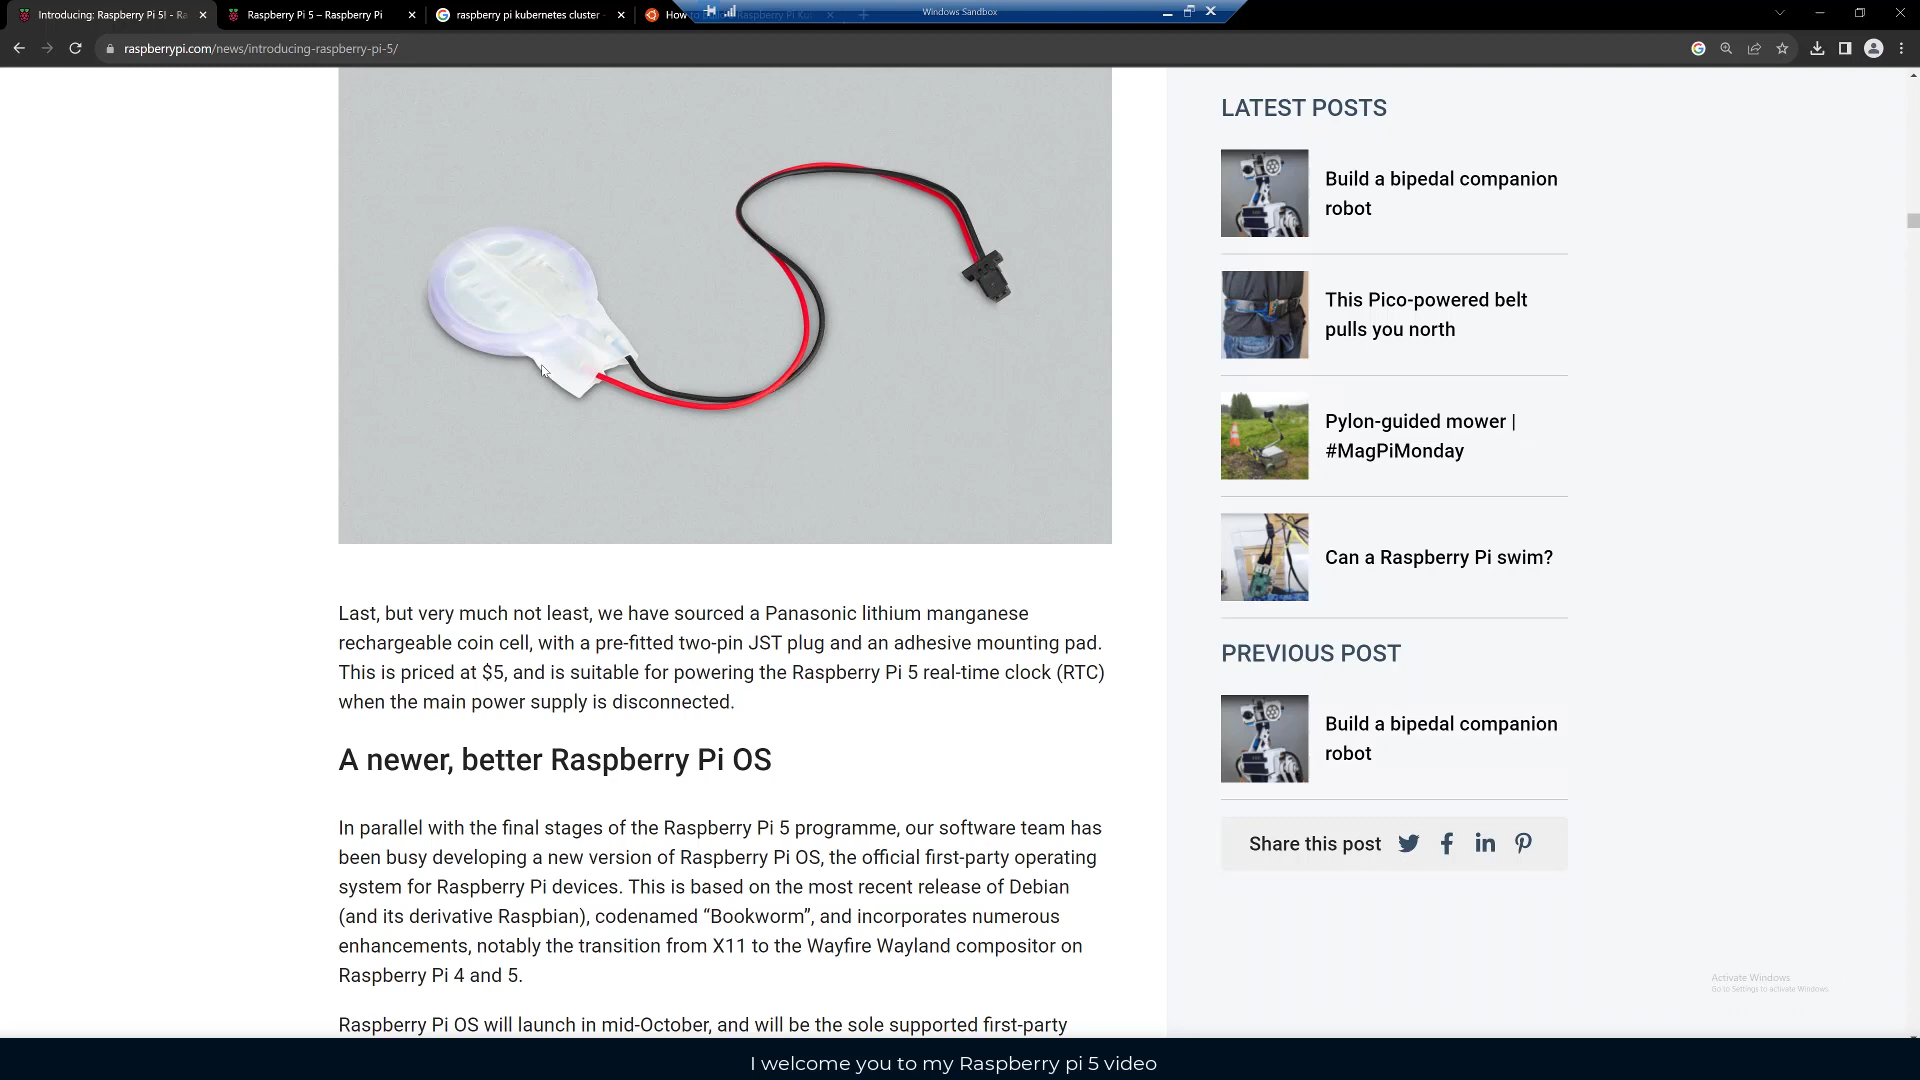 Introducing: Raspberry Pi 5! - Ra
Raspberry Pi 5 – Raspberry Pi
raspberry pi kubernetes cluster -
Windows Sandbox
raspberrypi.com/news/introducing-raspberry-pi-5/
LATEST POSTS
Build a bipedal companion
robot
This Pico-powered belt
pulls you north
Pylon-guided mower |
#MagPiMonday
Can a Raspberry Pi swim?
PREVIOUS POST
Build a bipedal companion
robot
Share this post
Last, but very much not least, we have sourced a Panasonic lithium manganese
rechargeable coin cell, with a pre-fitted two-pin JST plug and an adhesive mounting pad.
This is priced at $5, and is suitable for powering the Raspberry Pi 5 real-time clock (RTC)
when the main power supply is disconnected.
A newer, better Raspberry Pi OS
In parallel with the final stages of the Raspberry Pi 5 programme, our software team has
been busy developing a new version of Raspberry Pi OS, the official first-party operating
system for Raspberry Pi devices. This is based on the most recent release of Debian
(and its derivative Raspbian), codenamed “Bookworm”, and incorporates numerous
enhancements, notably the transition from X11 to the Wayfire Wayland compositor on
Raspberry Pi 4 and 5.
Raspberry Pi OS will launch in mid-October, and will be the sole supported first-party
Activate Windows
Go to Settings to activate Windows.
I welcome you to my Raspberry pi 5 video